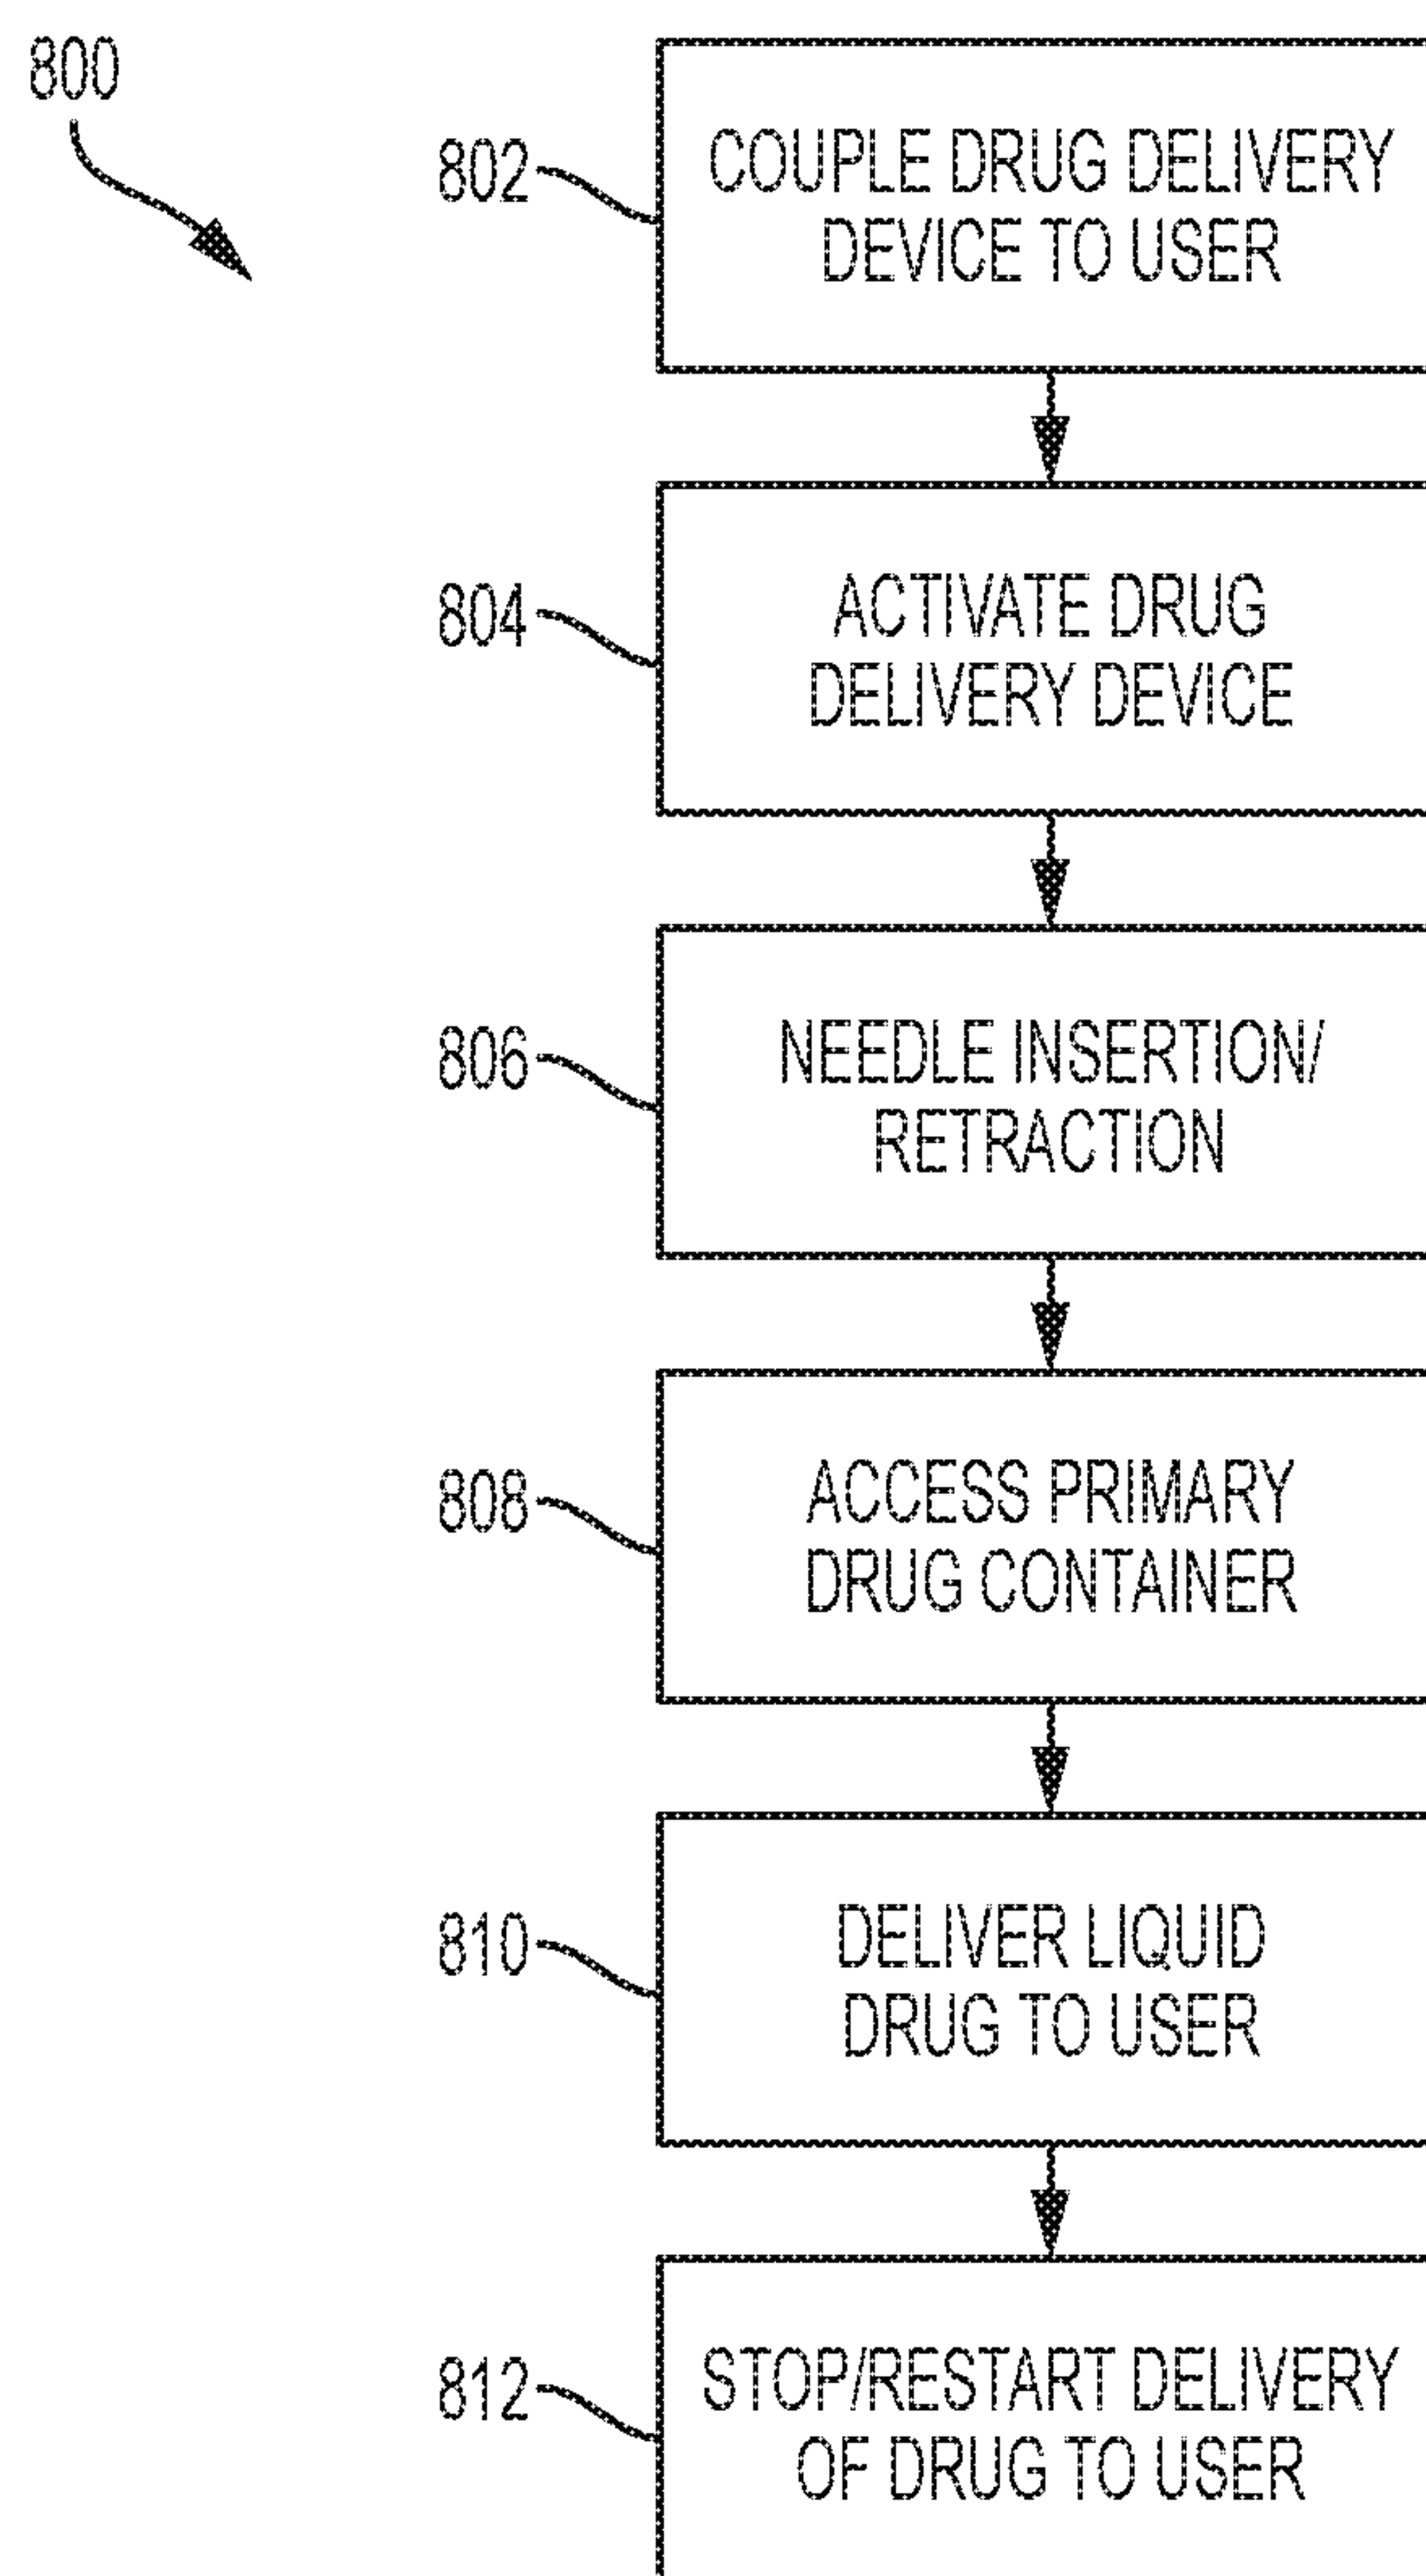 800
802
COUPLE DRUG DELIVERY
DEVICE TO USER
804
ACTIVATE DRUG
DELIVERY DEVICE
806
NEEDLE INSERTION/
RETRACTION
808
ACCESS PRIMARY
DRUG CONTAINER
810
DELIVER LIQUID
DRUG TO USER
812
STOP/RESTART DELIVERY
OF DRUG TO USER